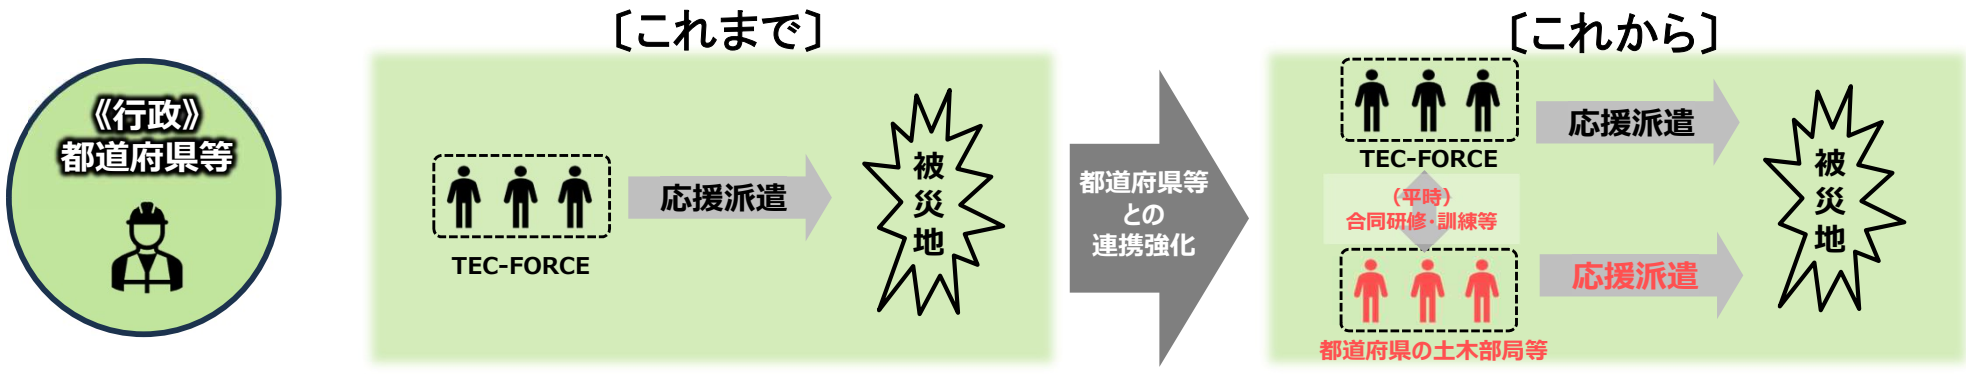 《行政》
都道府県等
〔これまで〕
TEC-FORCE
応援派遣
被災地
都道府県等
との
連携強化
〔これから〕
TEC-FORCE
応援派遣
（平時）
合同研修・訓練等
都道府県の土木部局等
応援派遣
被災地